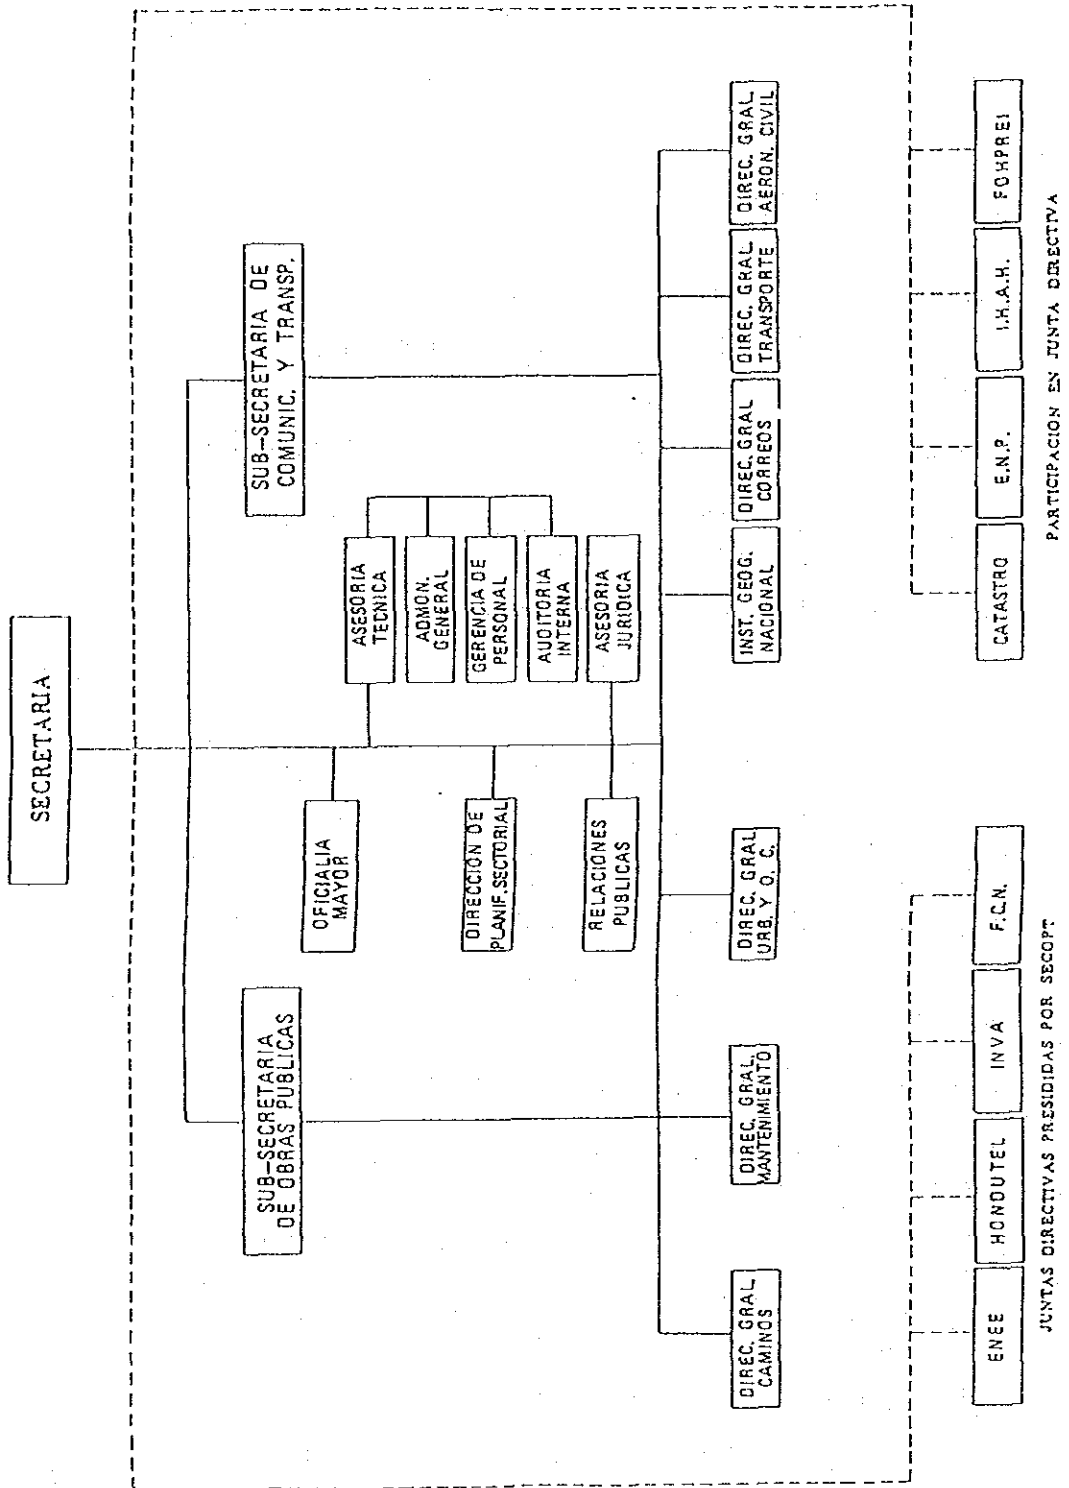 SECRETARIA
SUB-SECRETARIA
DE OBRAS PUBLICAS
SUB-SECRETARIA DE
COMUNIC. Y TRANSP.
OFICIALIA
MAYOR
ASESORIA
TECNICA
ADMON.
GENERAL
DIRECCION DE
PLANIF. SECTORIAL
GERENCIA DE
PERSONAL
AUDITORIA
INTERNA
RELACIONES
PUBLICAS
ASESORIA
JURIDICA
DIREC. GRAL.
CAMINOS
DIREC. GRAL.
MANTENIMIENTO
DIREC. GRAL
URB. Y O. C.
INST. GEOG.
NACIONAL
DIREC. GRAL
CORREOS
DIREC. GRAL.
TRANSPORTE
DIREC. GRAL.
AERON. CIVIL
ENEE
HONDUTEL
INVA
F.C.N.
CATASTRO
E.N.P.
I.H.A.H.
FOHPREI
JUNTAS DIRECTIVAS PRESIDIDAS POR SECOPT
PARTICIPACION EN JUNTA DIRECTIVA